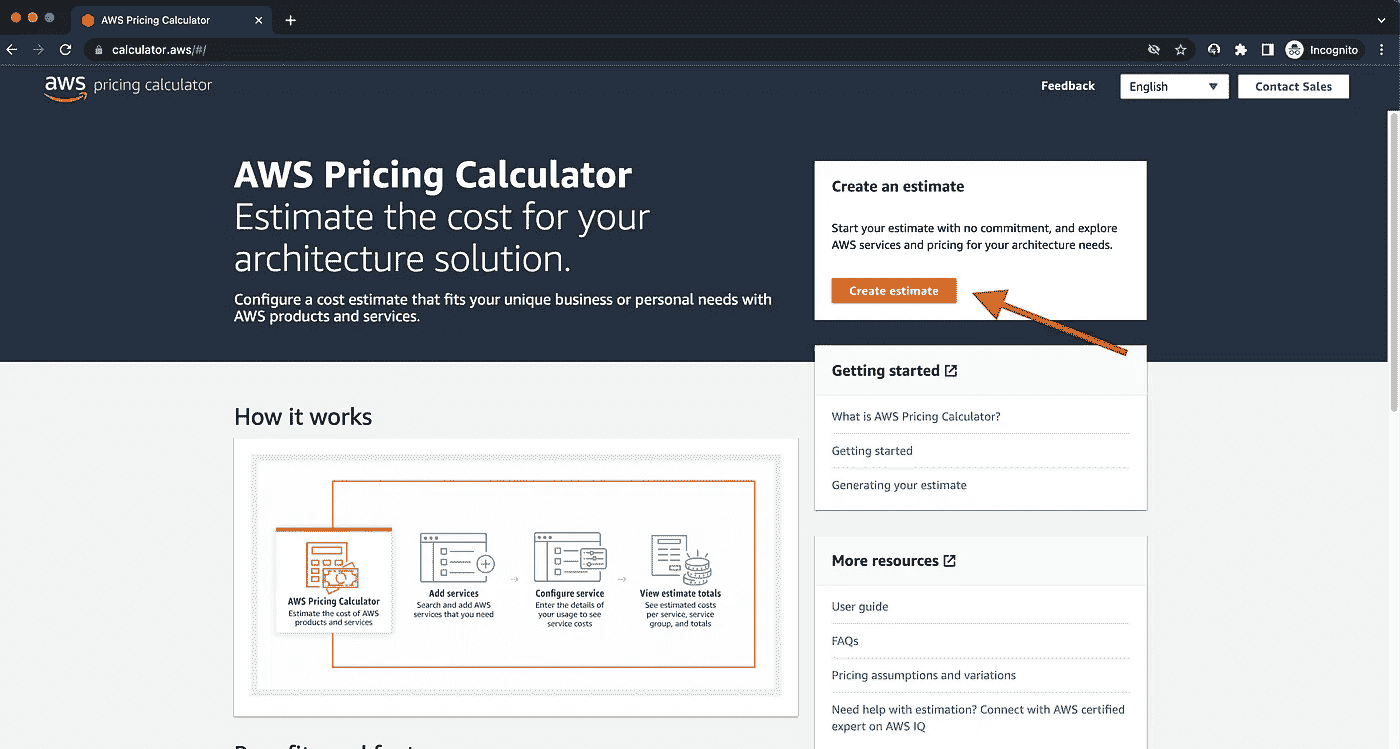 AWS Pricing Calculator
calculator.aws/#/
Incognito
aws pricing calculator
Feedback
English
Contact Sales
AWS Pricing Calculator
Estimate the cost for your
architecture solution.
Configure a cost estimate that fits your unique business or personal needs with
AWS products and services.
Create an estimate
Start your estimate with no commitment, and explore
AWS services and pricing for your architecture needs.
Create estimate
Getting started
What is AWS Pricing Calculator?
Getting started
Generating your estimate
How it works
AWS Pricing Calculator
Estimate the cost of AWS
products and services
Add services
Search and add AWS
services that you need
Configure service
Enter the details of
your usage to see
service costs
View estimate totals
See estimated costs
per service, service
group, and totals
More resources
User guide
FAQs
Pricing assumptions and variations
Need help with estimation? Connect with AWS certified
expert on AWS IQ